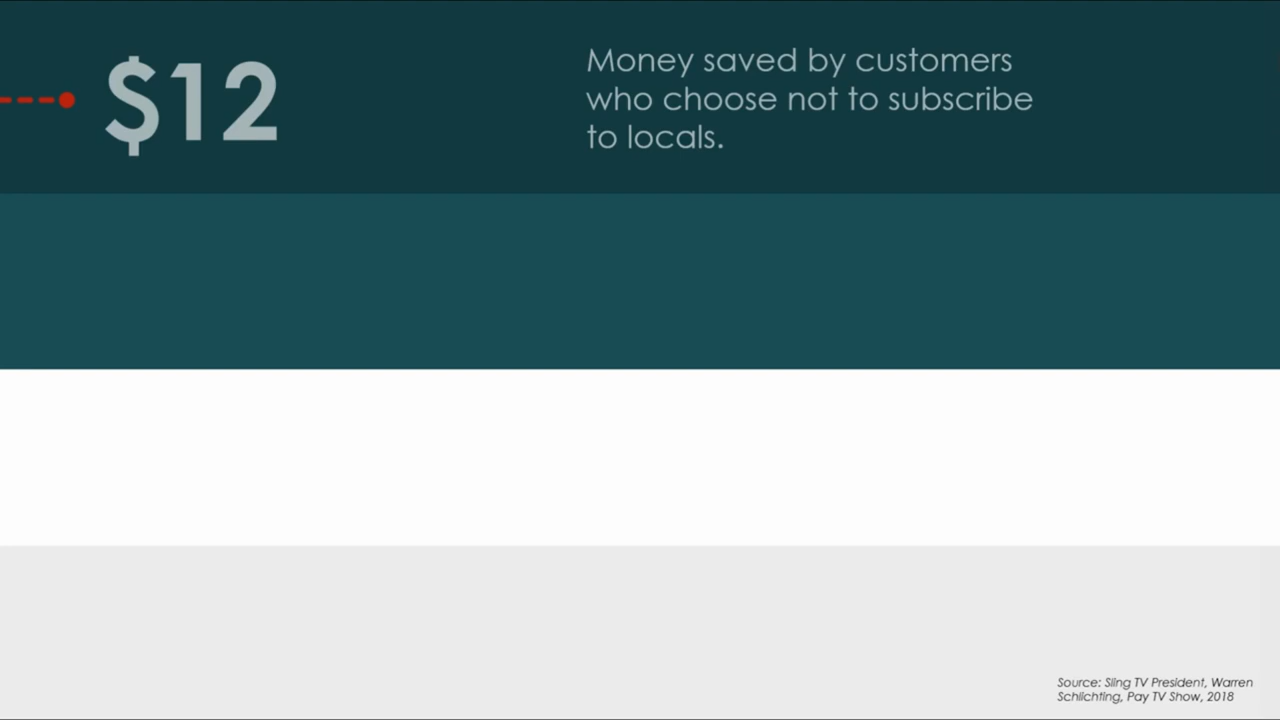 $12
Money saved by customers
who choose not to subscribe
to locals.
Source: Sling TV President, Warren
Schlichting, Pay TV Show, 2018